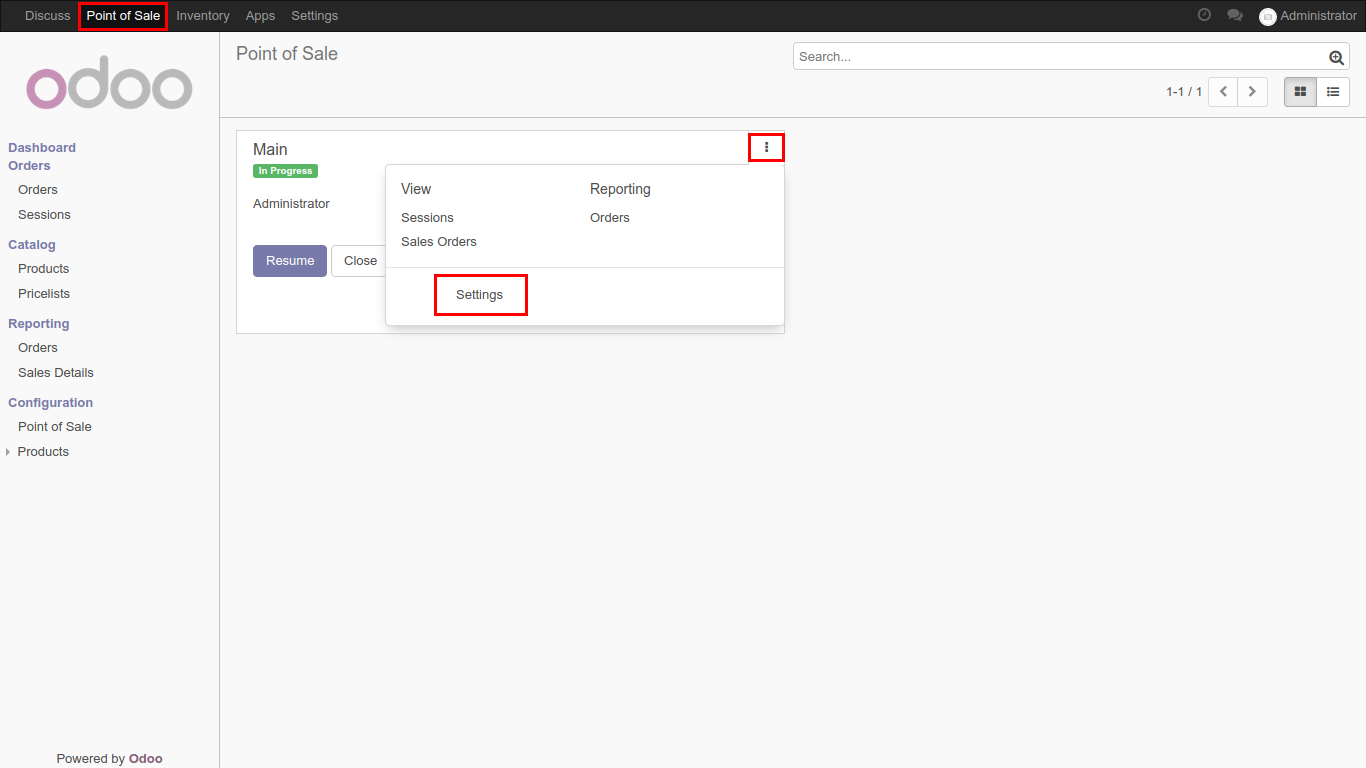 Discuss Point of Sale Inventory Apps Settings Administrator
odoo
Dashboard
Orders
Orders
Sessions
Catalog
Products
Pricelists
Reporting
Orders
Sales Details
Configuration
Point of Sale
Products
Powered by Odoo
Point of Sale
Search...
1-1 / 1
Main
In Progress
Administrator
Resume Close
View
Sessions
Sales Orders
Reporting
Orders
Settings